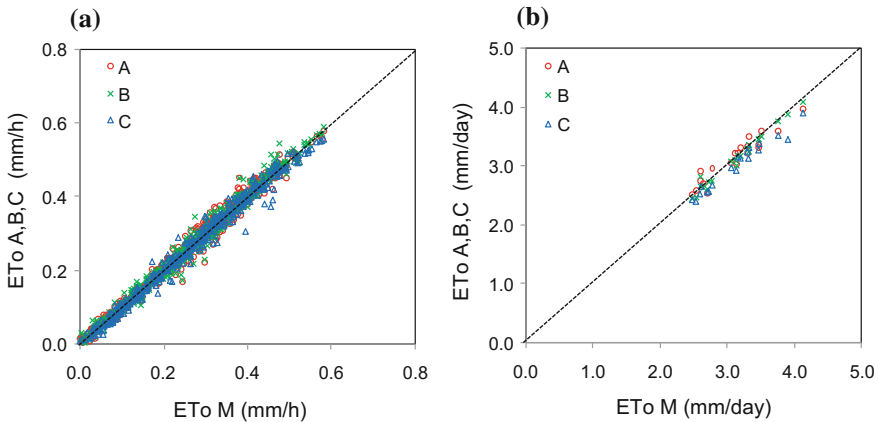 (a)
0.8
0.6
0.4
0.2
0.0
ETo A,B,C (mm/h)
A
B
C
0.0 0.2 0.4 0.6 0.8
ETo M (mm/h)
(b)
5.0
4.0
3.0
2.0
1.0
0.0
ETo A,B,C (mm/day)
A
B
C
0.0 1.0 2.0 3.0 4.0 5.0
ETo M (mm/day)